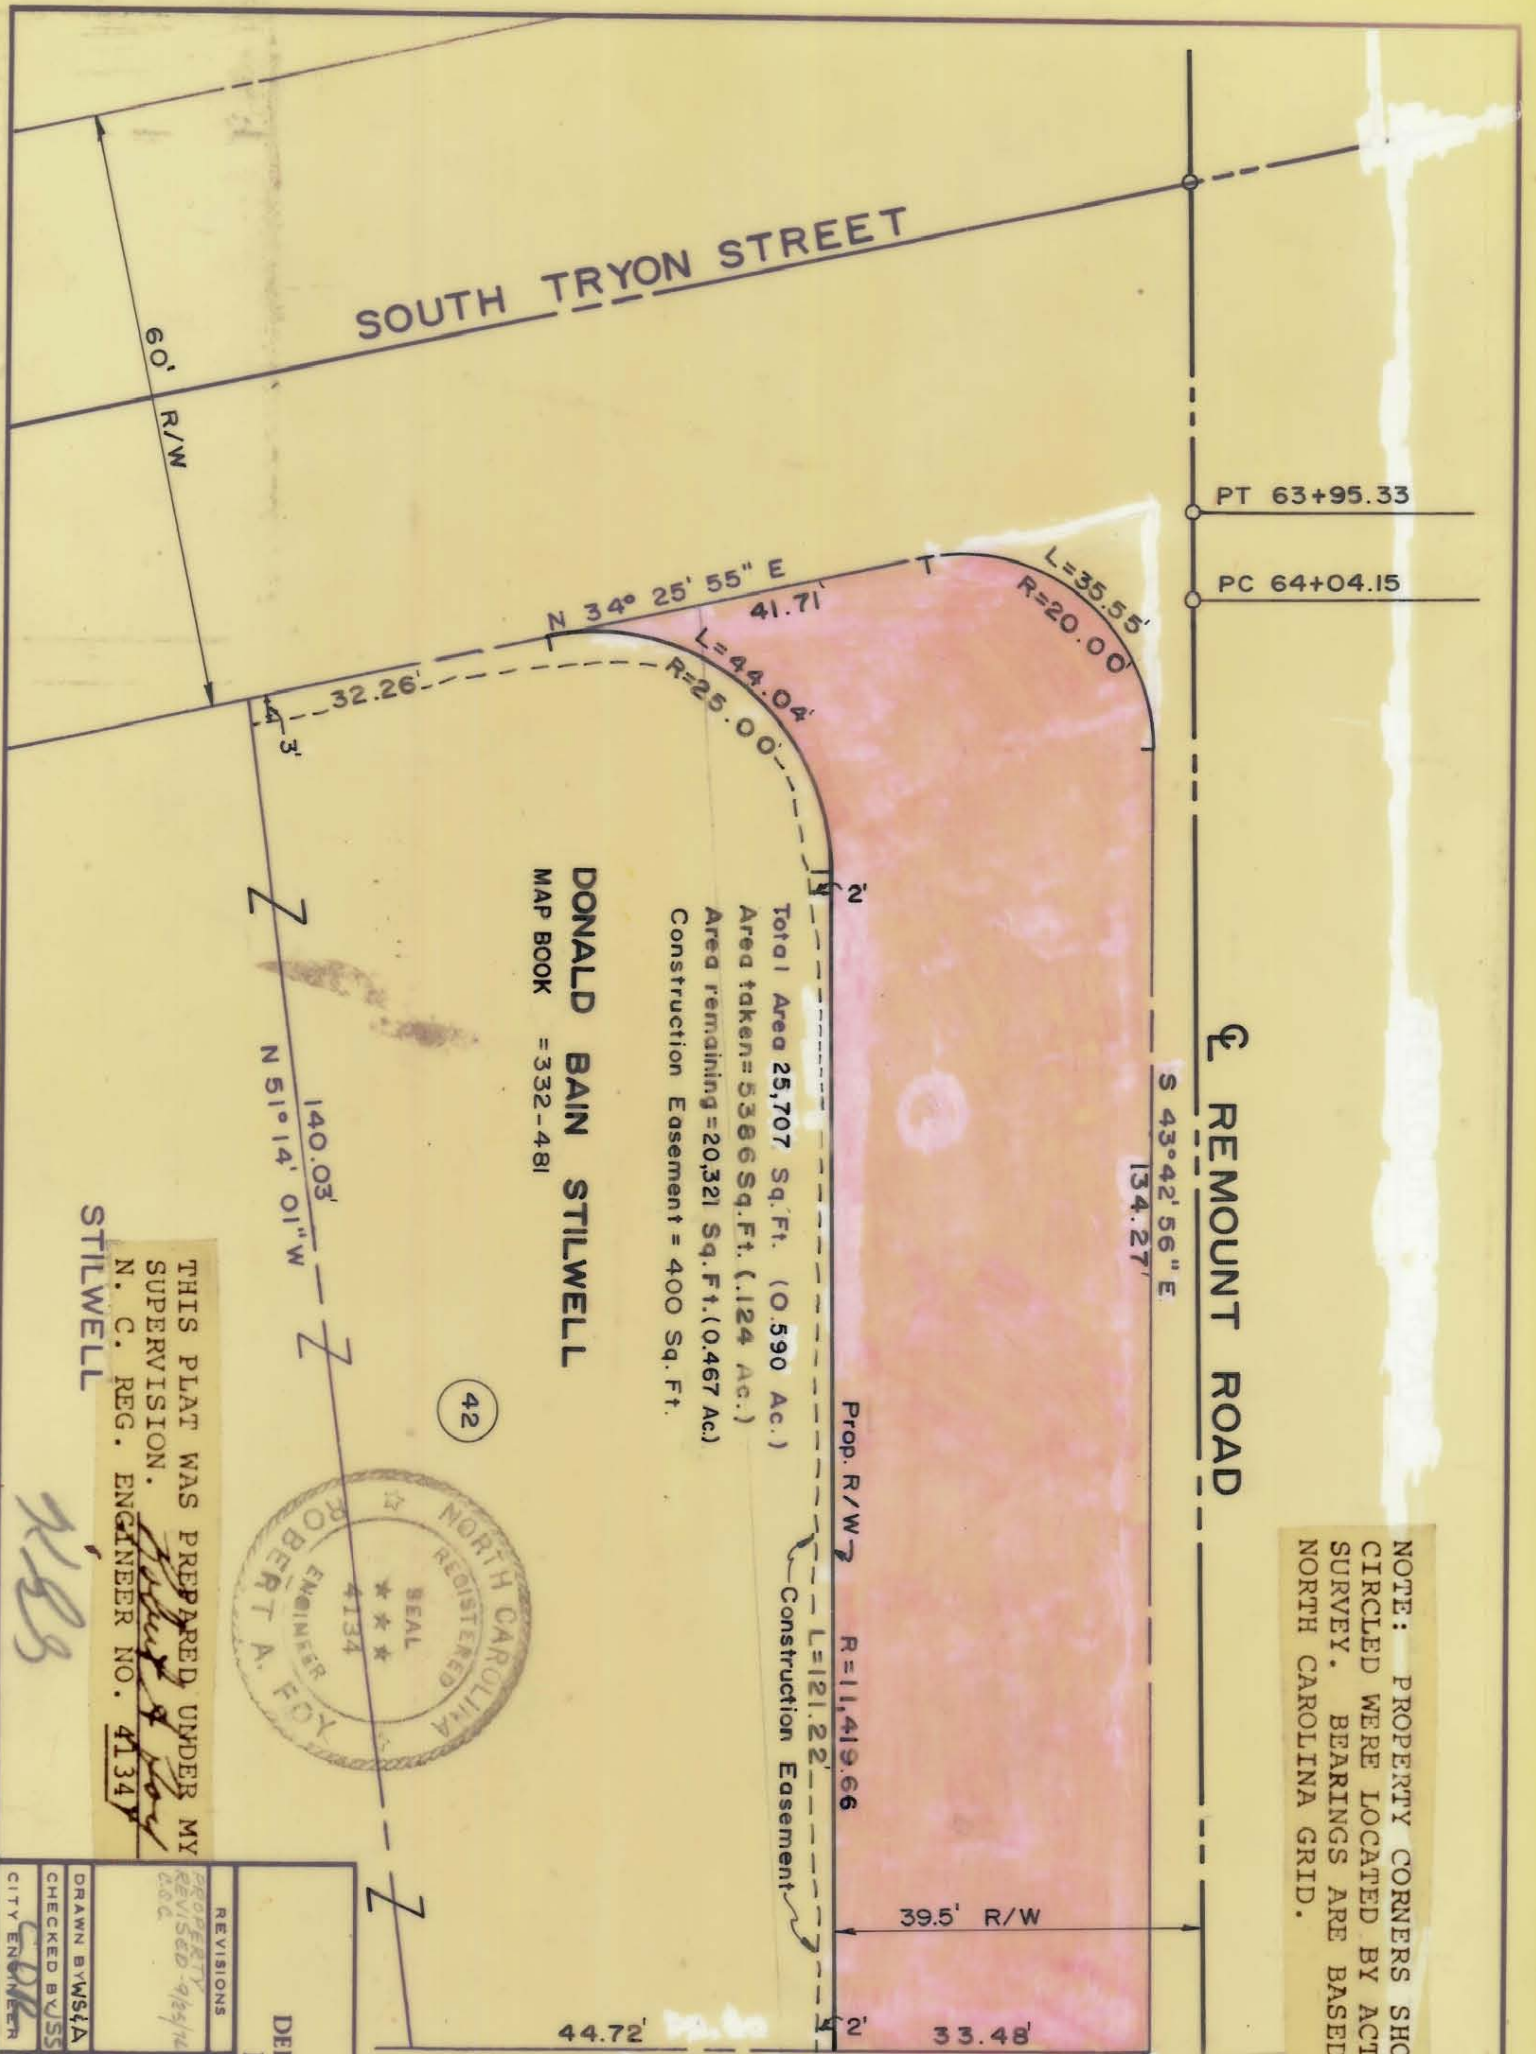 SOUTH TRYON STREET
60' R/W
PT 63+95.33
PC 64+04.15
℄ REMOUNT ROAD
S 43°42'56" E
134.27'
L=35.55'
R=20.00'
N 34° 25' 55" E
41.71'
L=44.04'
R=25.00'
32.26'
3'
2'
Total Area 25,707 Sq. Ft. (0.590 Ac.)
Area taken=5386 Sq. Ft. (.124 Ac.)
Area remaining=20,321 Sq. Ft. (0.467 Ac.)
Construction Easement = 400 Sq. Ft.
DONALD BAIN STILWELL
MAP BOOK =332-481
140.03'
N 51° 14' 01" W
42
Prop. R/W
R=11,419.66
L=121.22'
Construction Easement
39.5' R/W
33.48'
2'
44.72'
NOTE: PROPERTY CORNERS SHO
CIRCLED WERE LOCATED BY ACT
SURVEY. BEARINGS ARE BASED
NORTH CAROLINA GRID.
NORTH CAROLINA
REGISTERED
SEAL
4134
ENGINEER
ROBERT A. FOY
THIS PLAT WAS PREPARED UNDER MY
SUPERVISION. Robert A Foy
N. C. REG. ENGINEER NO. 4134
STILWELL
REVISIONS
PROPERTY
REVISED
DRAWN BY WS&A
CHECKED BY JSS
CITY ENGINEER